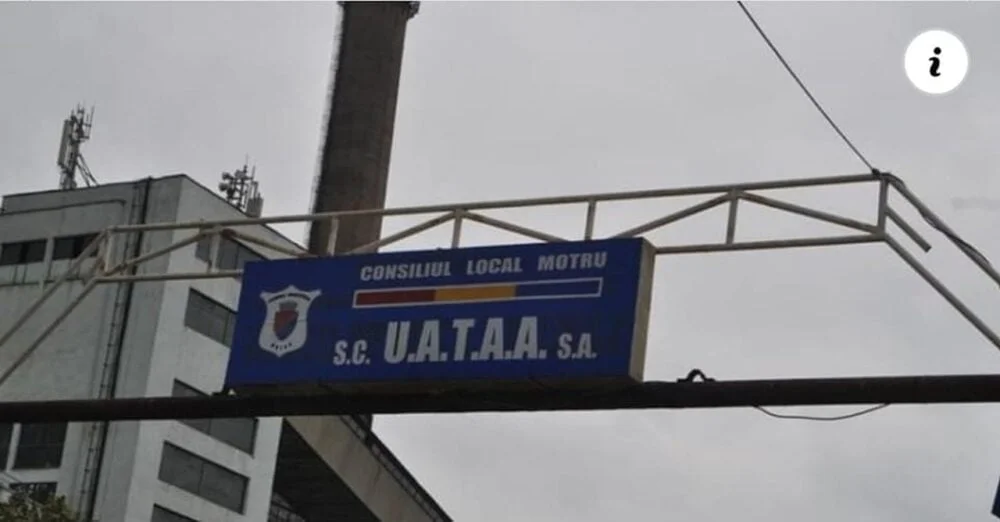 CONSILIUL LOCAL MOTRU
S.C. U.A.T.A.A. S.A.
i